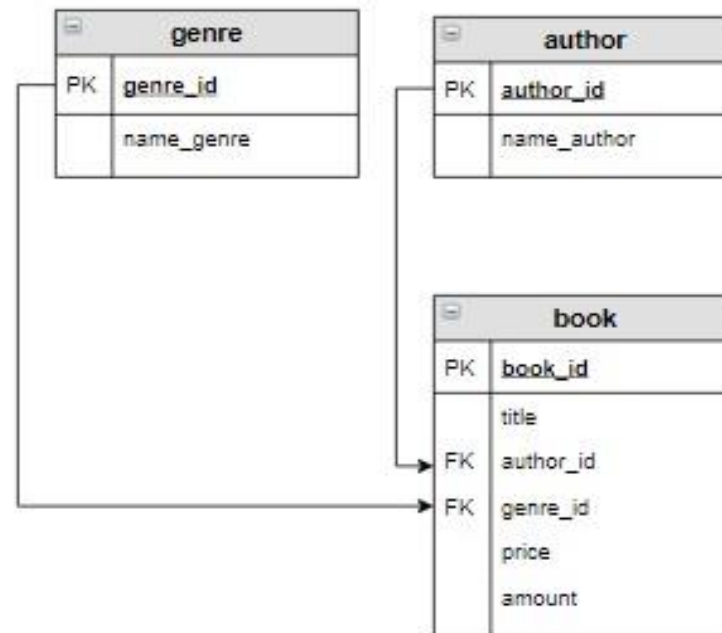 genre
PK genre_id
name_genre
author
PK author_id
name_author
book
PK book_id
title
FK author_id
FK genre_id
price
amount